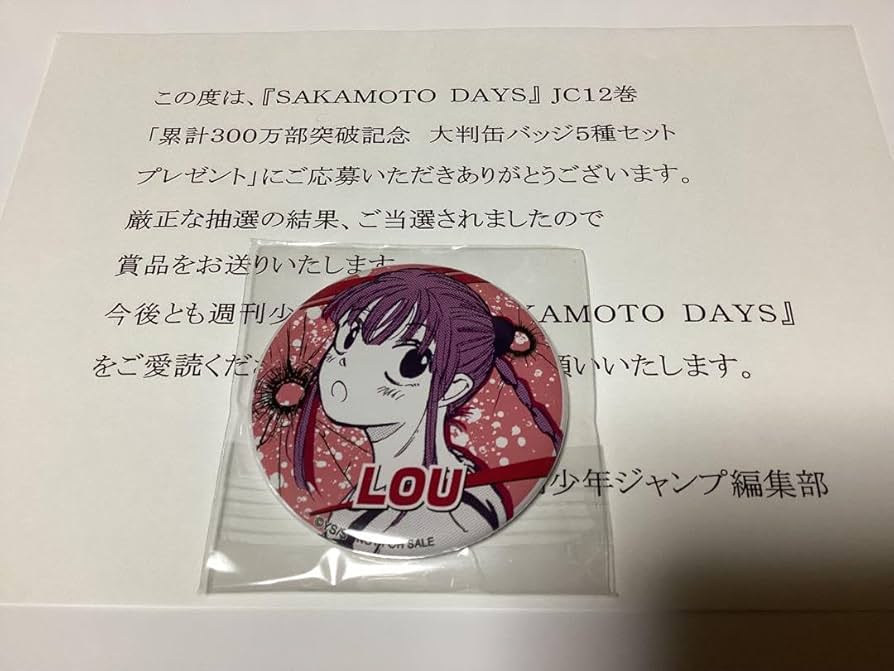 この度は、『SAKAMOTO DAYS』JC12巻
「累計300万部突破記念 大判缶バッジ5種セット
プレゼント」にご応募いただきありがとうございます。
厳正な抽選の結果、ご当選されましたので
賞品をお送りいたします
今後とも週刊少 KAMOTO DAYS』
をご愛読くださ 願いいたします。
少年ジャンプ編集部
LOU
©YS/S NOT FOR SALE